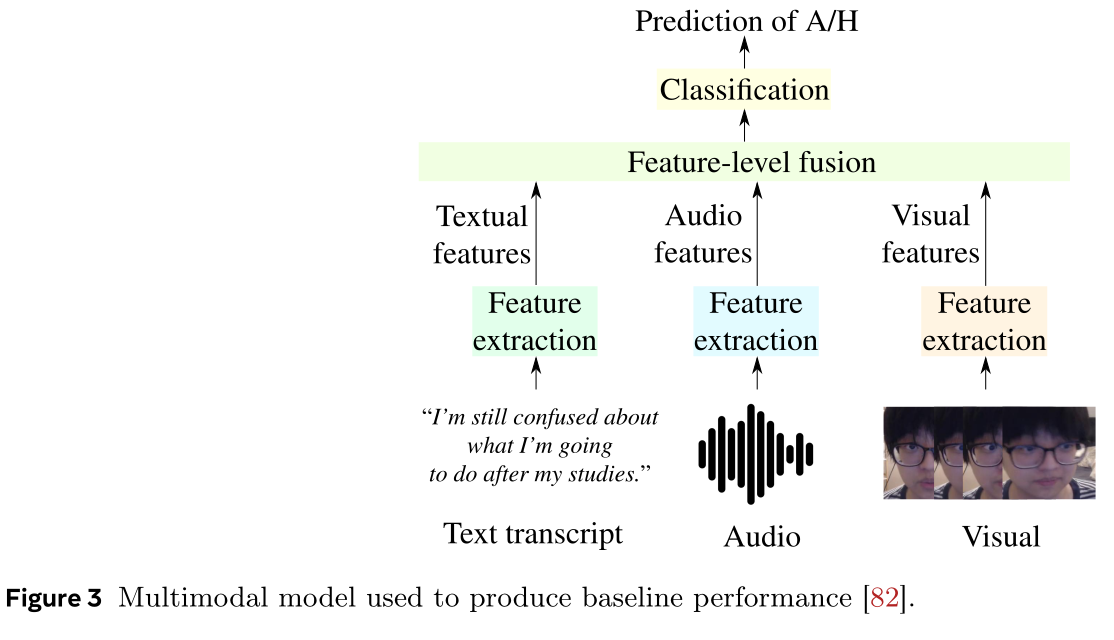 Prediction of A/H
Classification
Feature-level fusion
Textual
features
Audio
features
Visual
features
Feature
extraction
Feature
extraction
Feature
extraction
“I’m still confused about
what I’m going
to do after my studies.”
Text transcript
Audio
Visual
Figure 3 Multimodal model used to produce baseline performance [82].